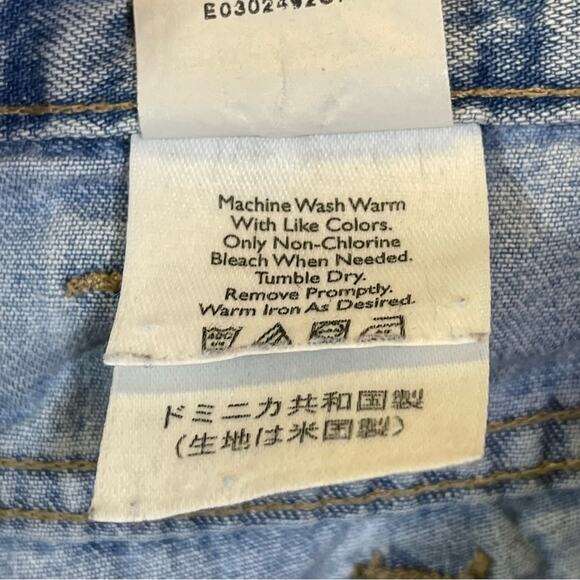 Machine Wash Warm
With Like Colors.
Only Non-Chlorine
Bleach When Needed.
Tumble Dry.
Remove Promptly.
Warm Iron As Desired.
ドミニカ共和国製
(生地は米国製)